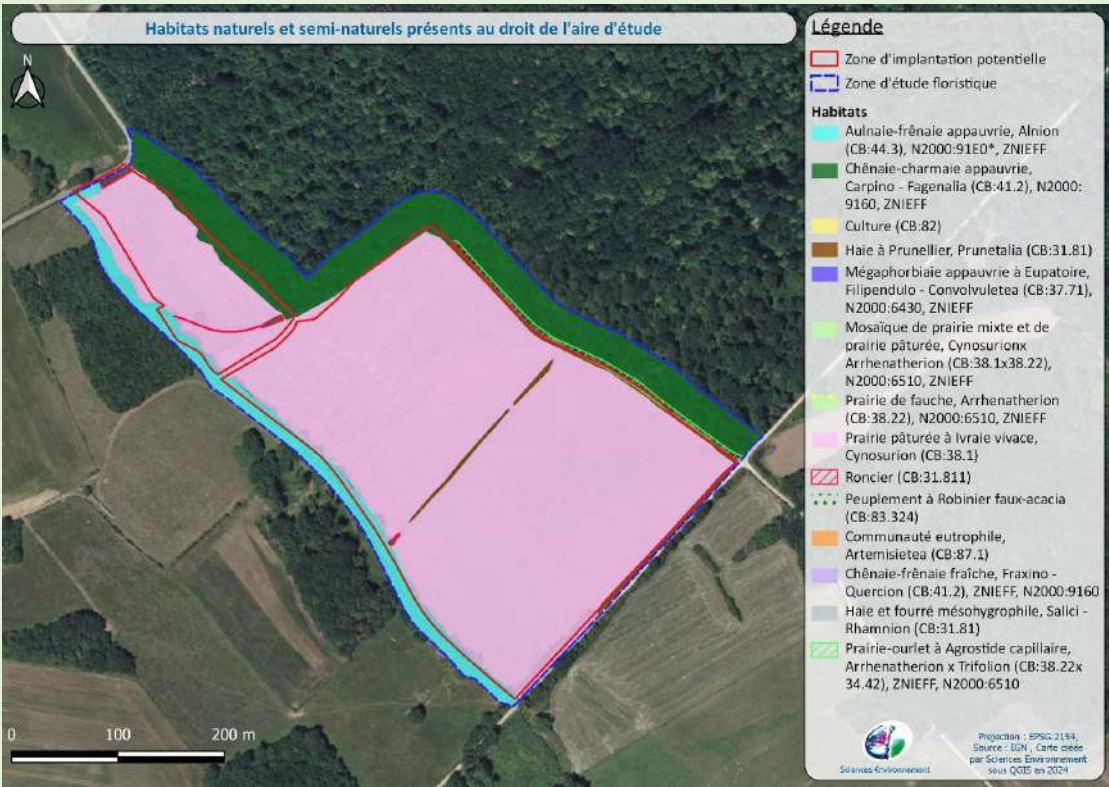 Habitats naturels et semi-naturels présents au droit de l'aire d'étude
N
0 100 200 m
Légende
Zone d'implantation potentielle
Zone d'étude floristique
Habitats
Aulnaie-frênaie appauvrie, Alnion
(CB:44.3), N2000:91E0*, ZNIEFF
Chênaie-charmaie appauvrie,
Carpino - Fagenalia (CB:41.2), N2000:
9160, ZNIEFF
Culture (CB:82)
Haie à Prunellier, Prunetalia (CB:31.81)
Mégaphorbiaie appauvrie à Eupatoire,
Filipendulo - Convolvuletea (CB:37.71),
N2000:6430, ZNIEFF
Mosaïque de prairie mixte et de
prairie pâturée, Cynosurionx
Arrhenatherion (CB:38.1x38.22),
N2000:6510, ZNIEFF
Prairie de fauche, Arrhenatherion
(CB:38.22), N2000:6510, ZNIEFF
Prairie pâturée à Ivraie vivace,
Cynosurion (CB:38.1)
Roncier (CB:31.811)
Peuplement à Robinier faux-acacia
(CB:83.324)
Communauté eutrophile,
Artemisietea (CB:87.1)
Chênaie-frênaie fraîche, Fraxino -
Quercion (CB:41.2), ZNIEFF, N2000:9160
Haie et fourré mésohygrophile, Salici -
Rhamnion (CB:31.81)
Prairie-ourlet à Agrostide capillaire,
Arrhenatherion x Trifolion (CB:38.22x
34.42), ZNIEFF, N2000:6510
Sciences Environnement
Projection : EPSG:2154,
Source : IGN , Carte créée
par Sciences Environnement
sous QGIS en 2024